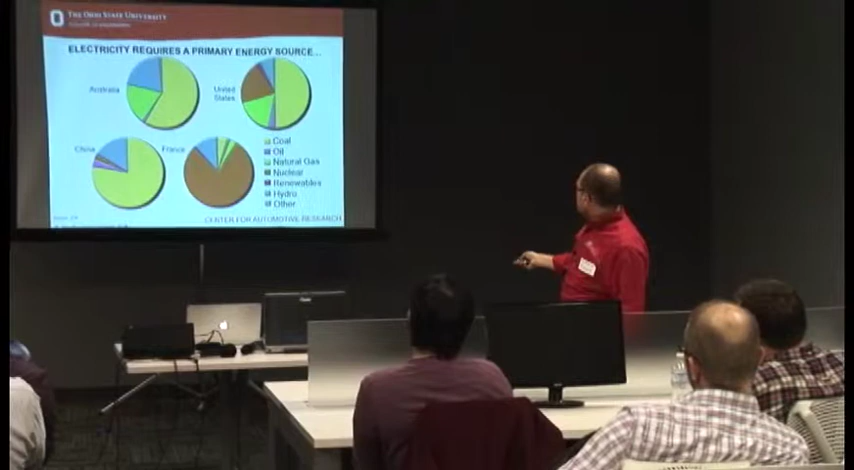 THE OHIO STATE UNIVERSITY
ELECTRICITY REQUIRES A PRIMARY ENERGY SOURCE...
Australia
United States
China
France
Coal
Oil
Natural Gas
Nuclear
Renewables
Hydro
Other
CENTER FOR AUTOMOTIVE RESEARCH